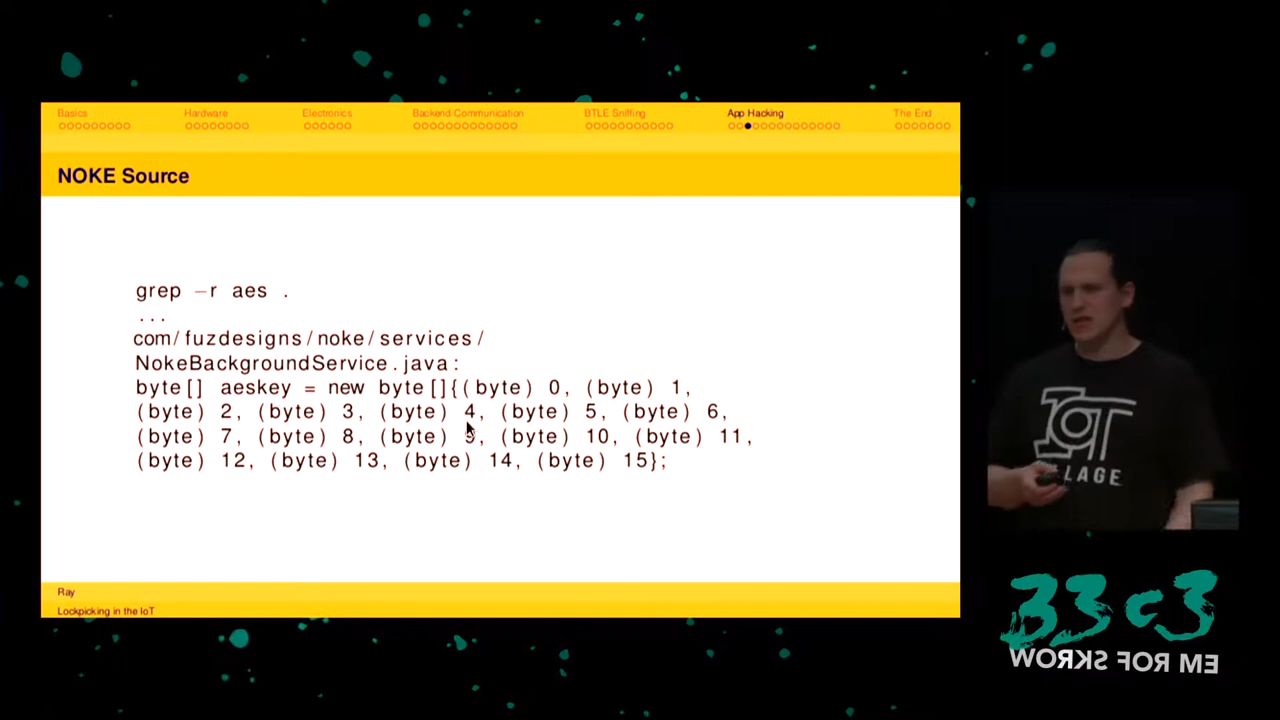 Basics
Hardware
Electronics
Backend Communication
BTLE Sniffing
App Hacking
The End
NOKE Source
grep -r aes .
...
com/fuzdesigns/noke/services/
NokeBackgroundService.java:
byte[] aeskey = new byte[]{(byte) 0, (byte) 1,
(byte) 2, (byte) 3, (byte) 4, (byte) 5, (byte) 6,
(byte) 7, (byte) 8, (byte) 9, (byte) 10, (byte) 11,
(byte) 12, (byte) 13, (byte) 14, (byte) 15};
Ray
Lockpicking in the IoT
IOT
33c3
WORKS FOR ME